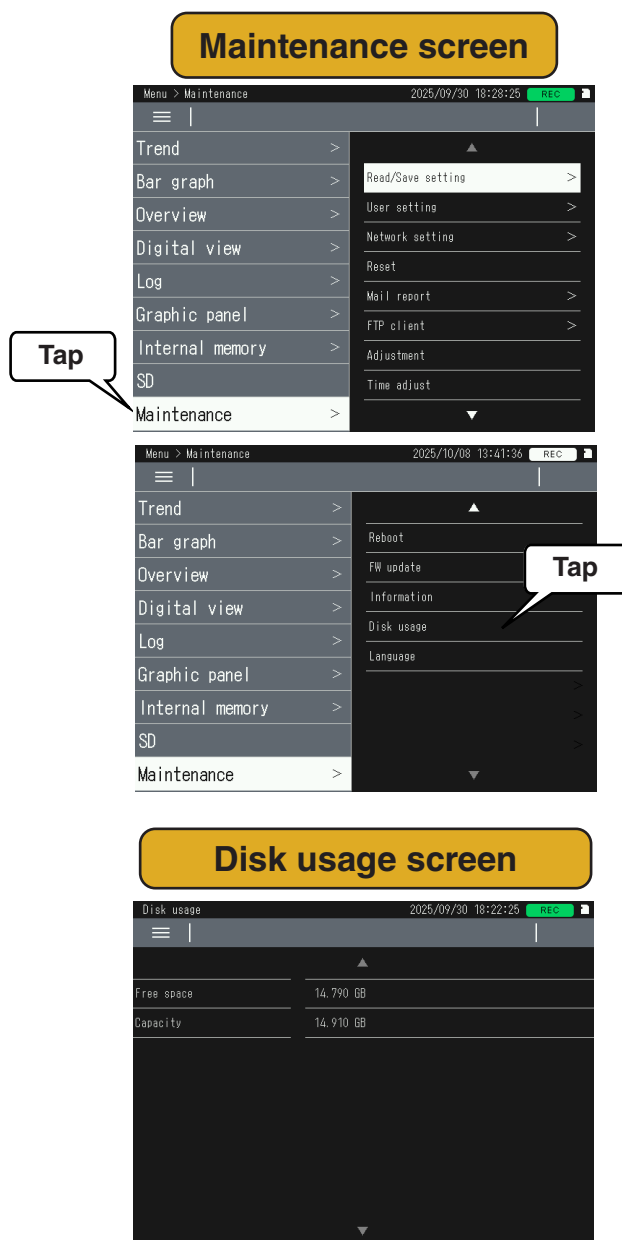 Maintenance screen
Menu > Maintenance 2025/09/30 18:28:25 REC
Trend >
Bar graph >
Overview >
Digital view >
Log >
Graphic panel >
Internal memory >
SD
Maintenance >
Read/Save setting >
User setting >
Network setting >
Reset
Mail report >
FTP client >
Adjustment
Time adjust
Tap
Menu > Maintenance 2025/10/08 13:41:36 REC
Trend >
Bar graph >
Overview >
Digital view >
Log >
Graphic panel >
Internal memory >
SD
Maintenance >
Reboot
FW update
Information
Disk usage
Language
>
>
>
Tap
Disk usage screen
Disk usage 2025/09/30 18:22:25 REC
Free space 14.790 GB
Capacity 14.910 GB